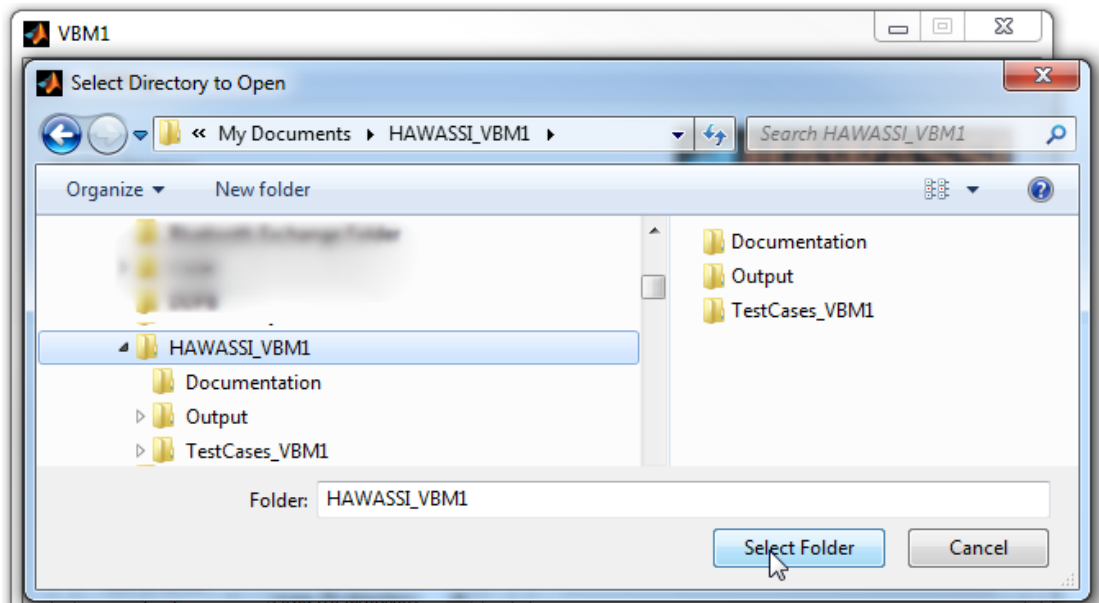 VBM1
Select Directory to Open
« My Documents HAWASSI_VBM1 Search HAWASSI_VBM1
Organize New folder
HAWASSI_VBM1
Documentation
Output
TestCases_VBM1
Documentation
Output
TestCases_VBM1
Folder: HAWASSI_VBM1
Select Folder Cancel